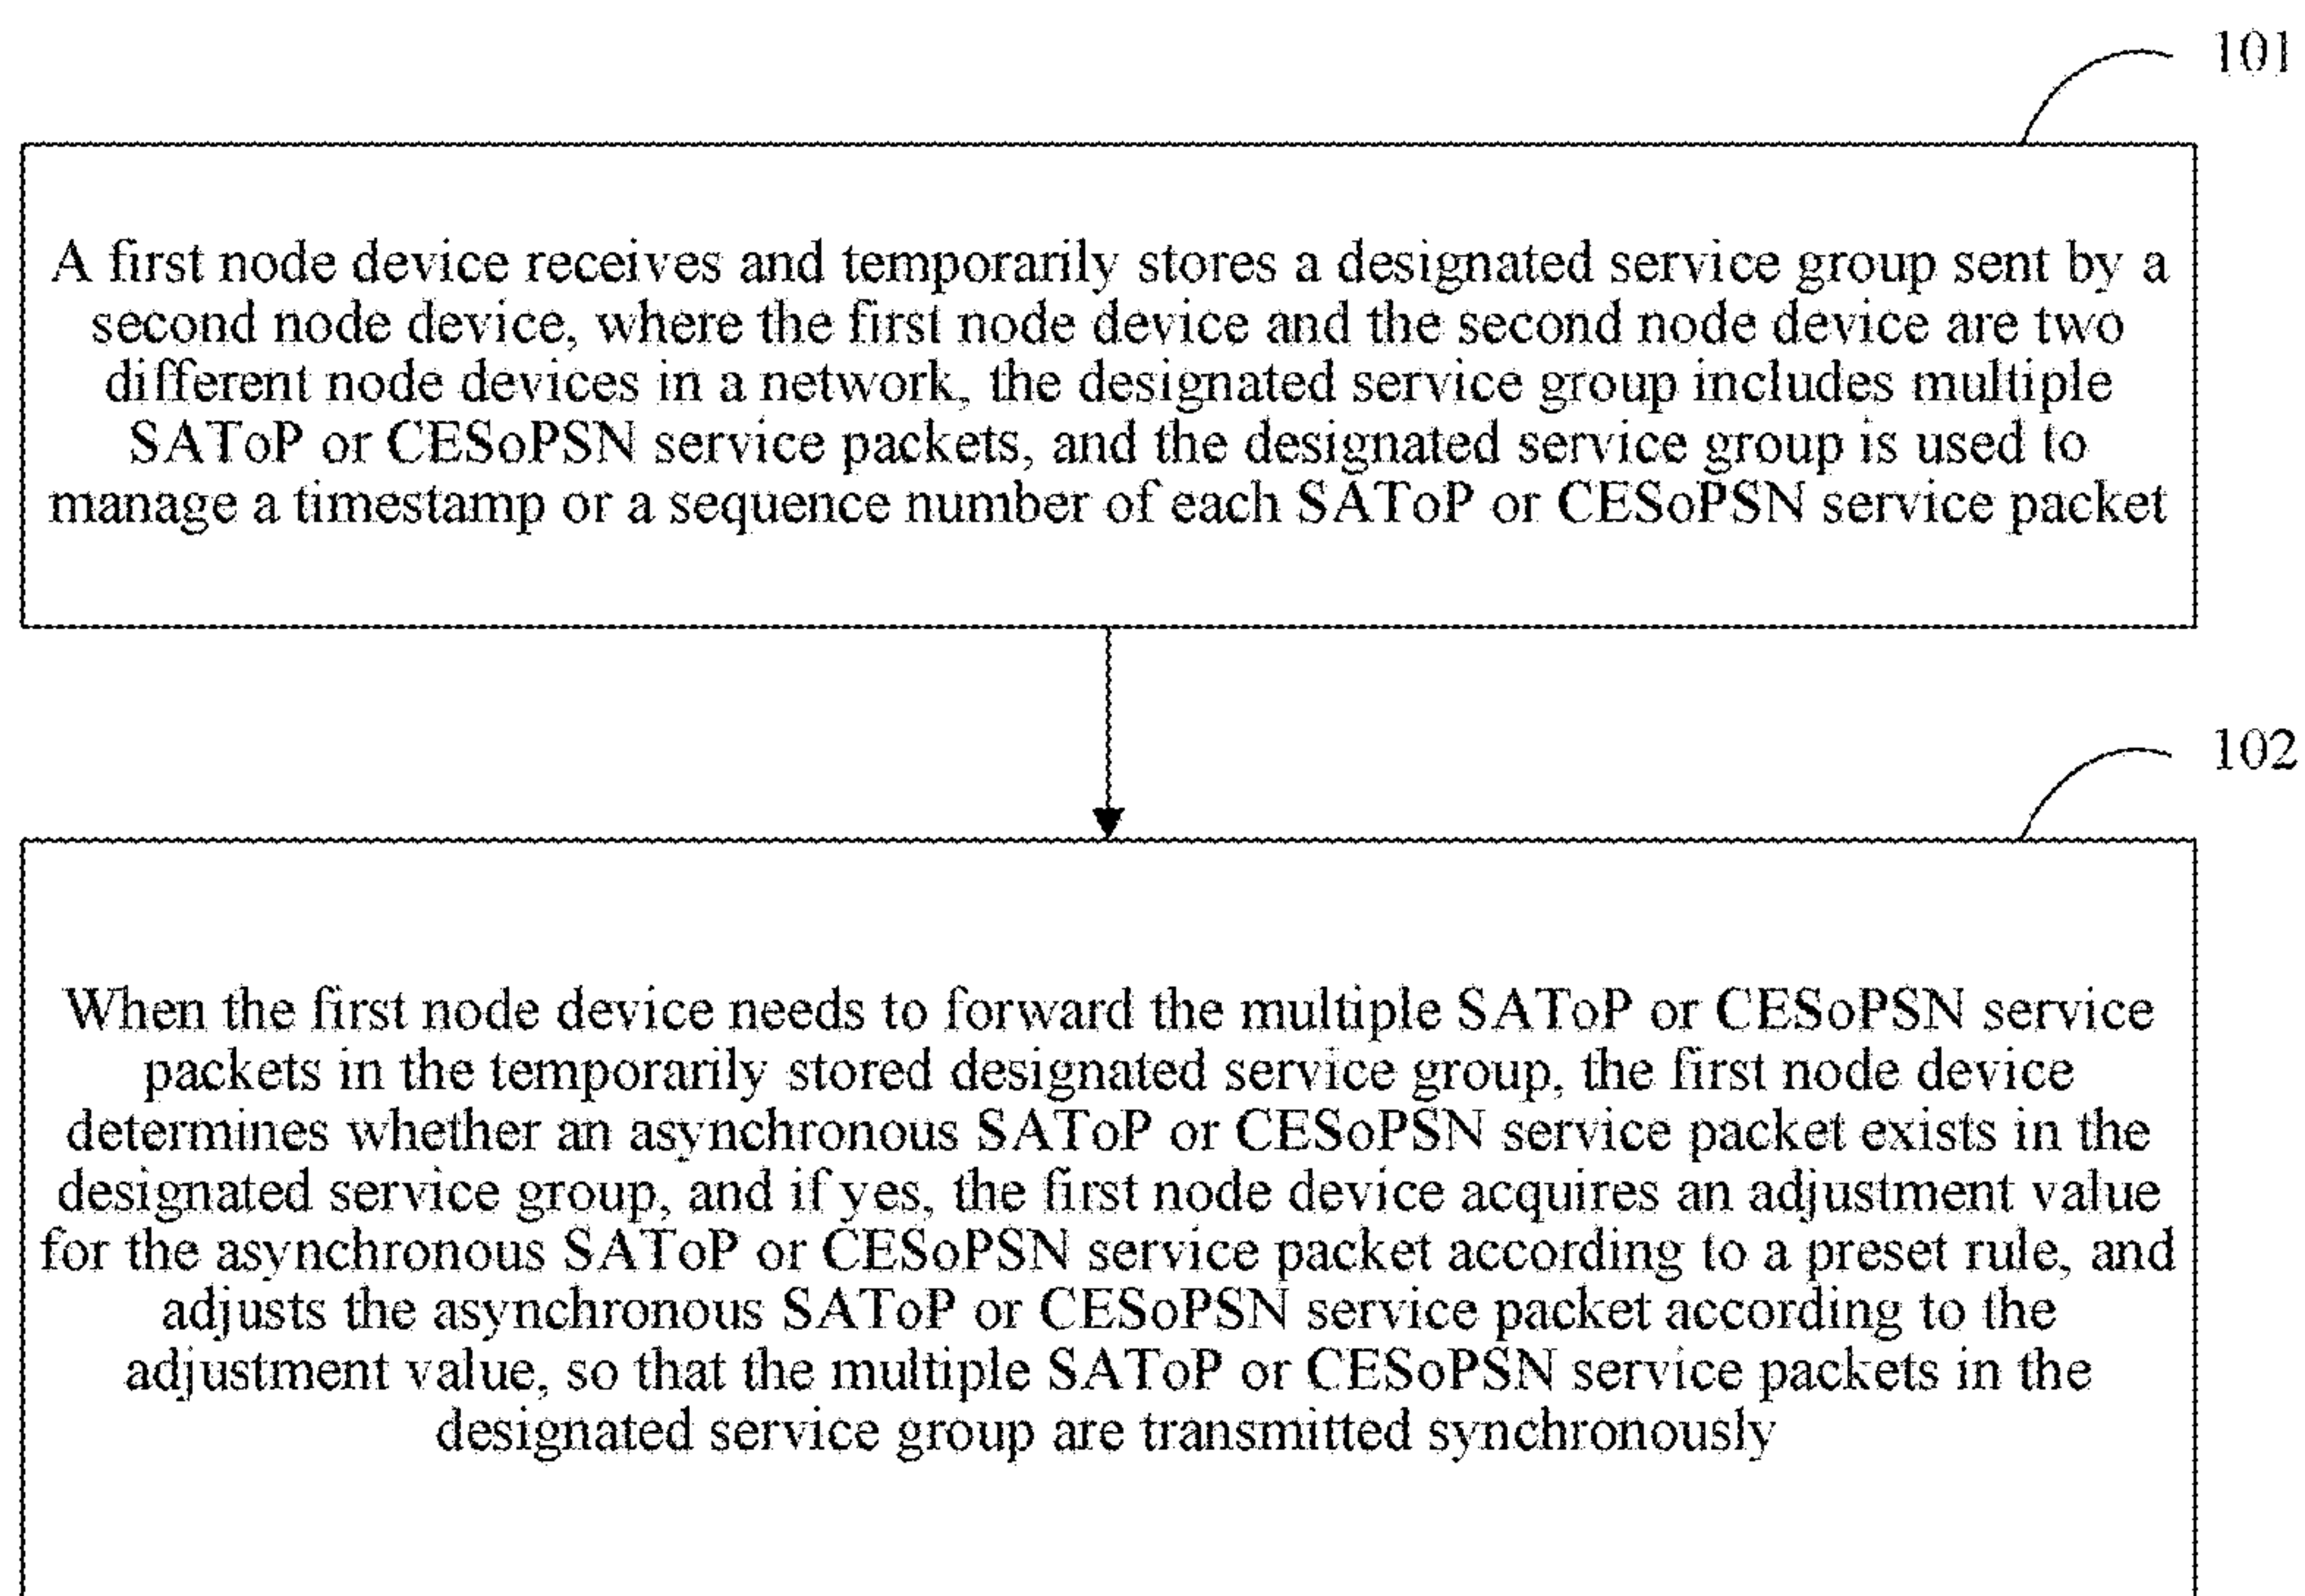 101
A first node device receives and temporarily stores a designated service group sent by a
second node device, where the first node device and the second node device are two
different node devices in a network, the designated service group includes multiple
SAToP or CESoPSN service packets, and the designated service group is used to
manage a timestamp or a sequence number of each SAToP or CESoPSN service packet
102
When the first node device needs to forward the multiple SAToP or CESoPSN service
packets in the temporarily stored designated service group, the first node device
determines whether an asynchronous SAToP or CESoPSN service packet exists in the
designated service group, and if yes, the first node device acquires an adjustment value
for the asynchronous SAToP or CESoPSN service packet according to a preset rule, and
adjusts the asynchronous SAToP or CESoPSN service packet according to the
adjustment value, so that the multiple SAToP or CESoPSN service packets in the
designated service group are transmitted synchronously